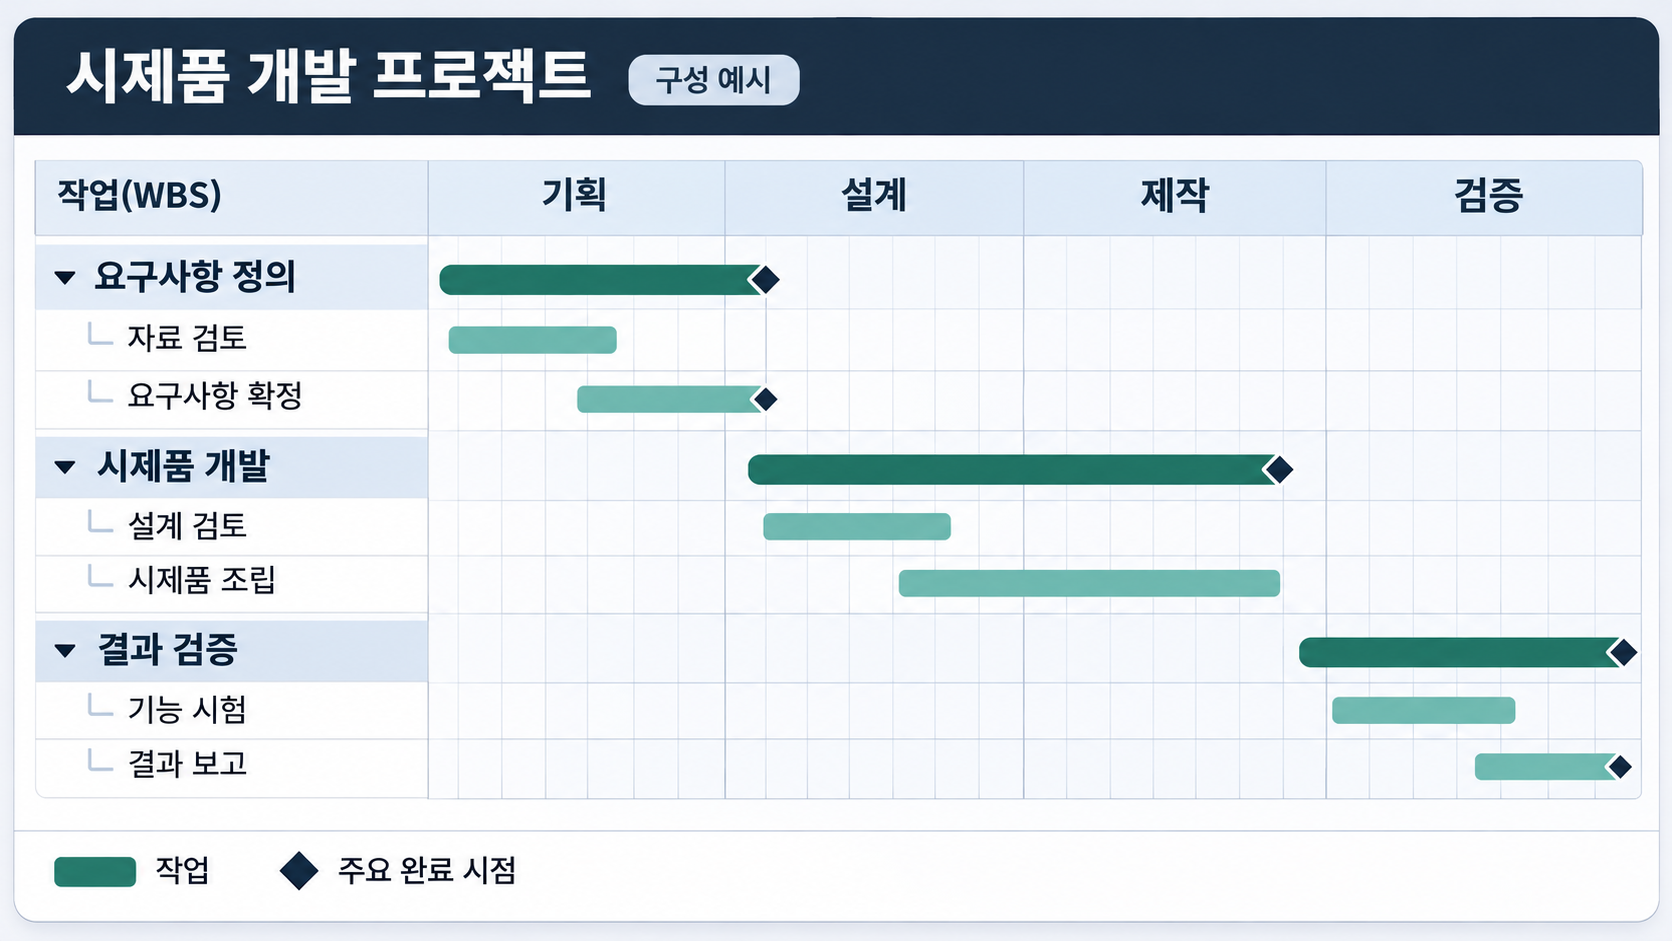 시제품 개발 프로젝트
구성 예시
작업(WBS)
기획
설계
제작
검증
요구사항 정의
자료 검토
요구사항 확정
시제품 개발
설계 검토
시제품 조립
결과 검증
기능 시험
결과 보고
작업
주요 완료 시점